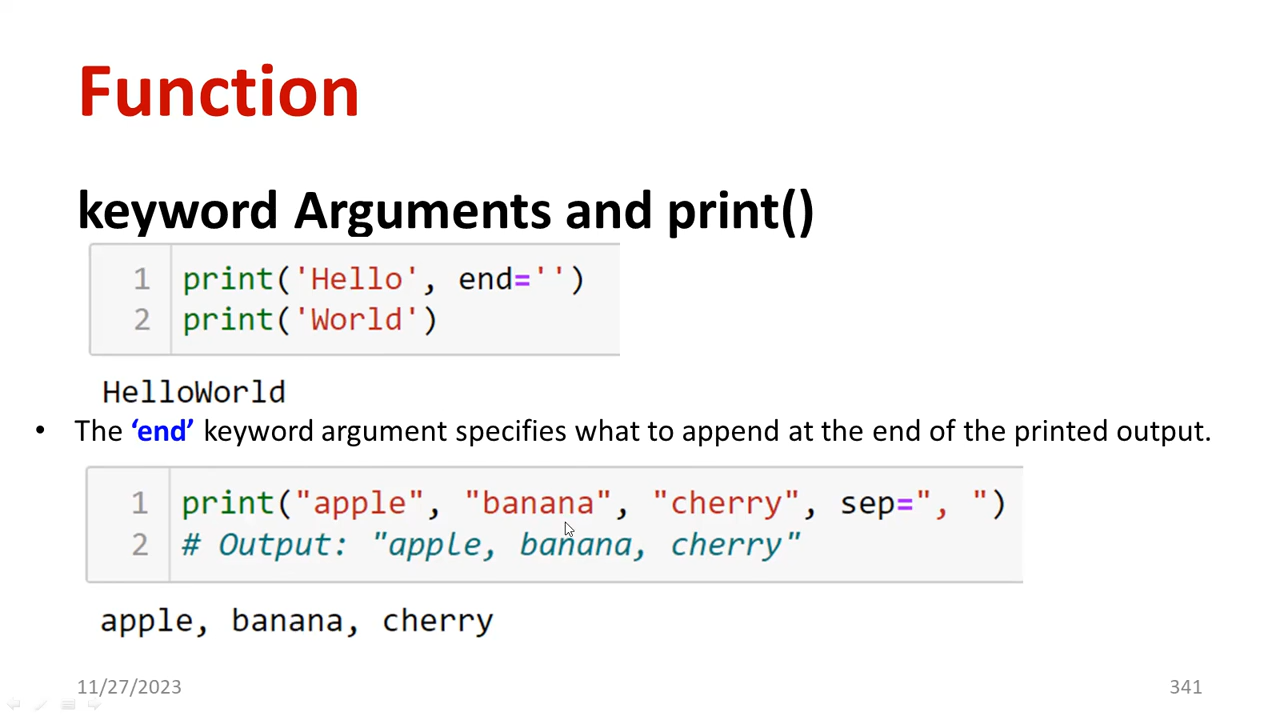 Function
keyword Arguments and print()
1 print('Hello', end='')
2 print('World')
HelloWorld
• The ‘end’ keyword argument specifies what to append at the end of the printed output.
1 print("apple", "banana", "cherry", sep=", ")
2 # Output: "apple, banana, cherry"
apple, banana, cherry
11/27/2023
341